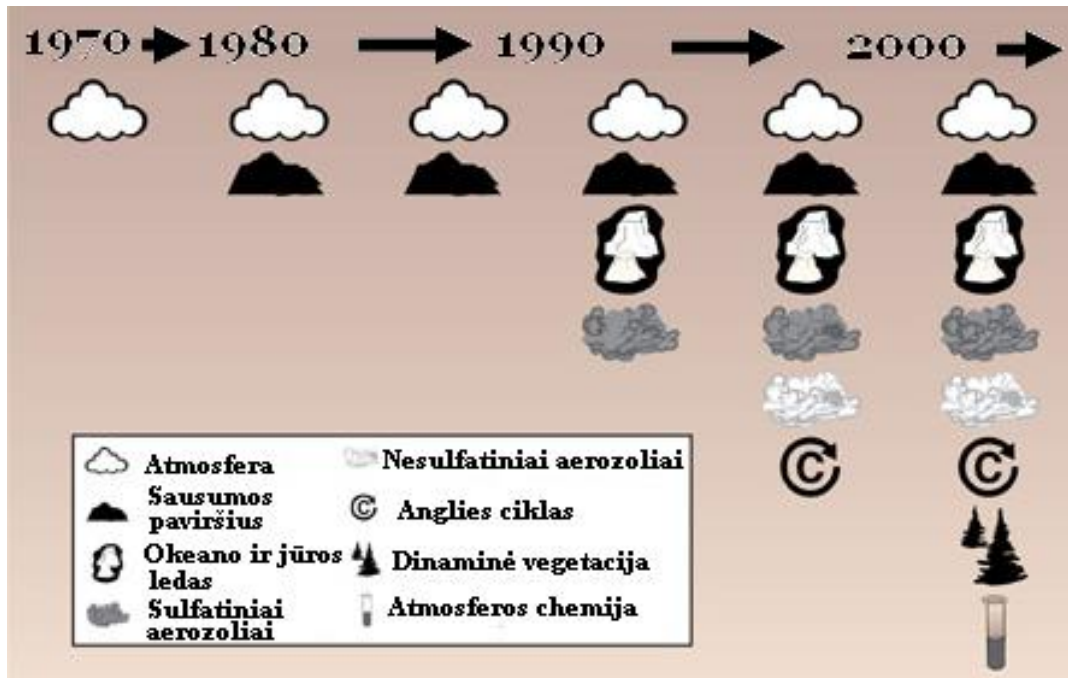 1970 1980 1990 2000
Atmosfera
Sausumos
paviršius
Okeano ir jūros
ledas
Sulfatiniai
aerozoliai
Nesulfatiniai aerozoliai
Anglies ciklas
Dinaminė vegetacija
Atmosferos chemija
C
C
C